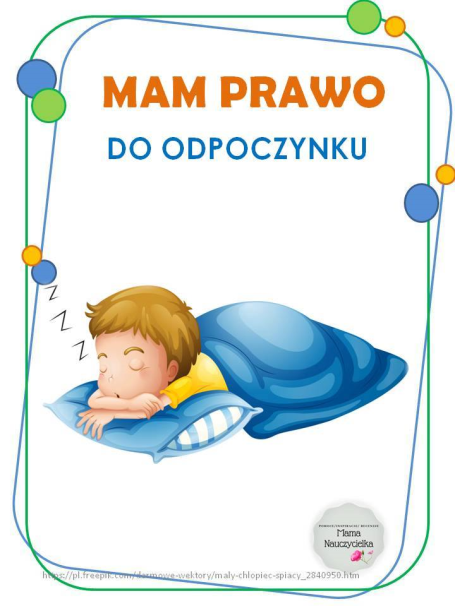 MAM PRAWO
DO ODPOCZYNKU
Z
Z
Z
Z
Mama
Nauczycielka
https://pl.freepik.com/darmowe-wektory/maly-chlopiec-spiacy_2840950.htm